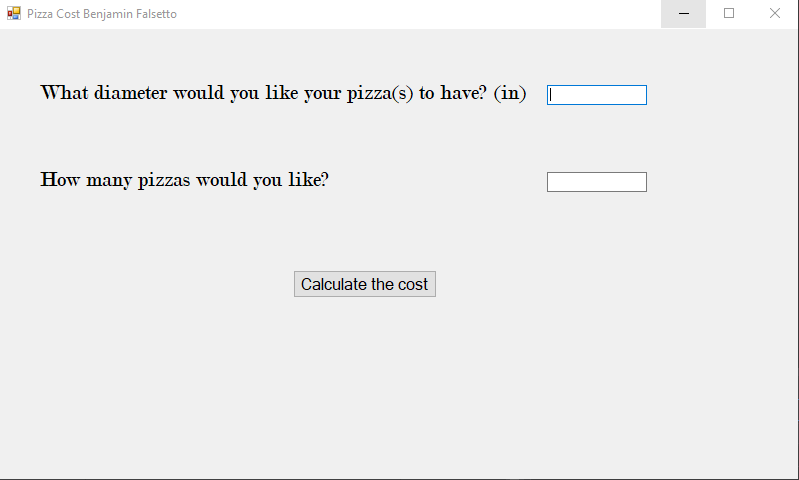 Pizza Cost Benjamin Falsetto
What diameter would you like your pizza(s) to have? (in)
How many pizzas would you like?
Calculate the cost